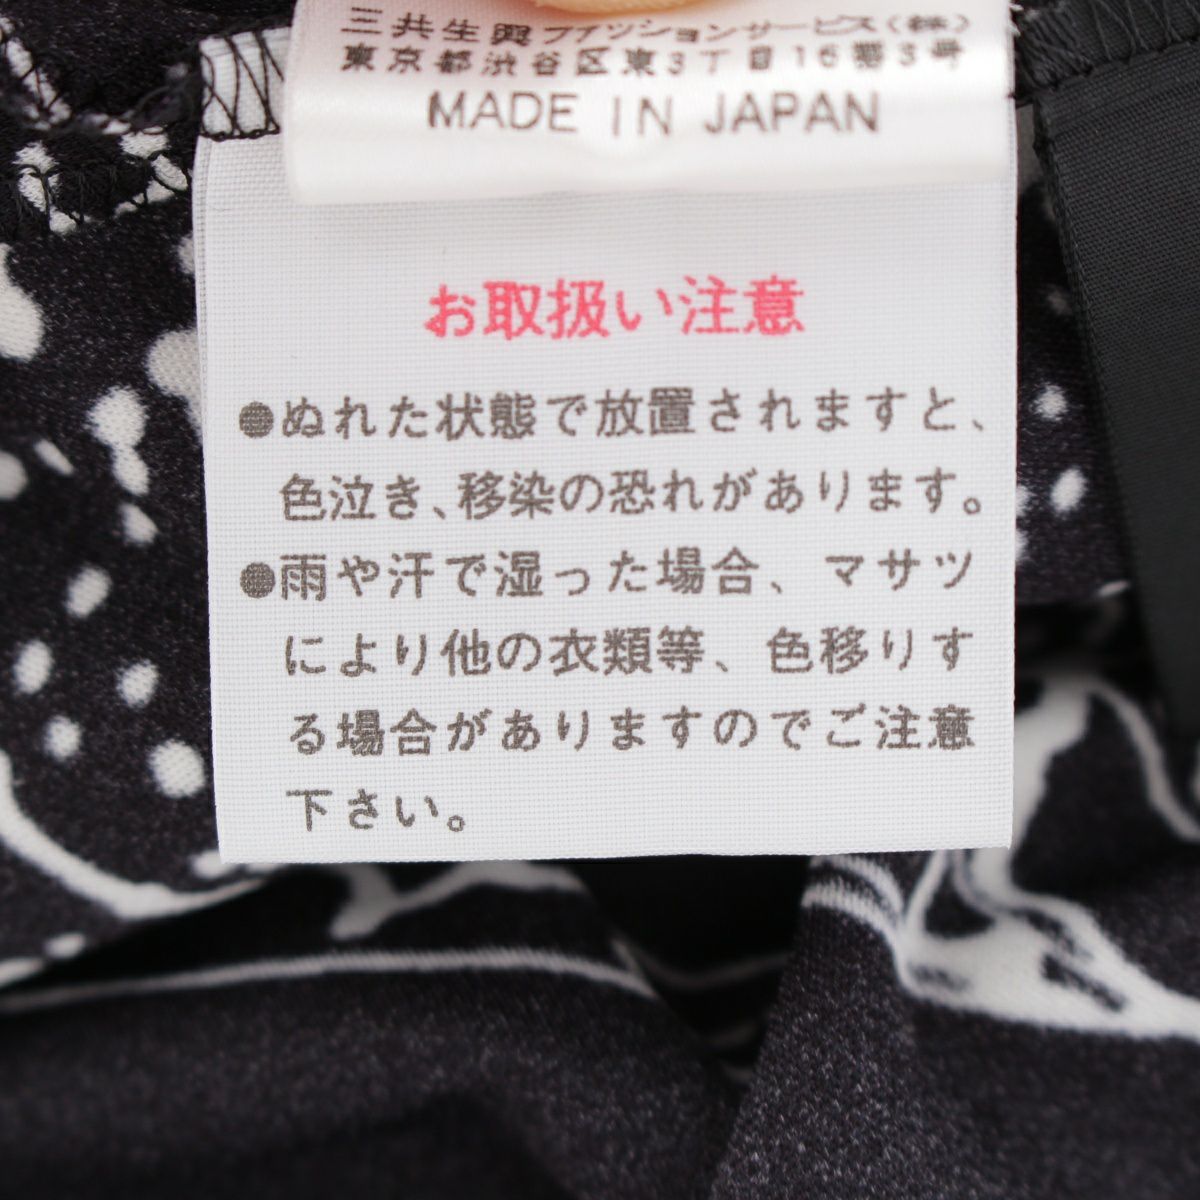 三共生興ファッションサービス(株)
東京都渋谷区東3丁目16番3号
MADE IN JAPAN
お取扱い注意
●ぬれた状態で放置されますと、
色泣き、移染の恐れがあります。
●雨や汗で湿った場合、マサツ
により他の衣類等、色移りす
る場合がありますのでご注意
下さい。